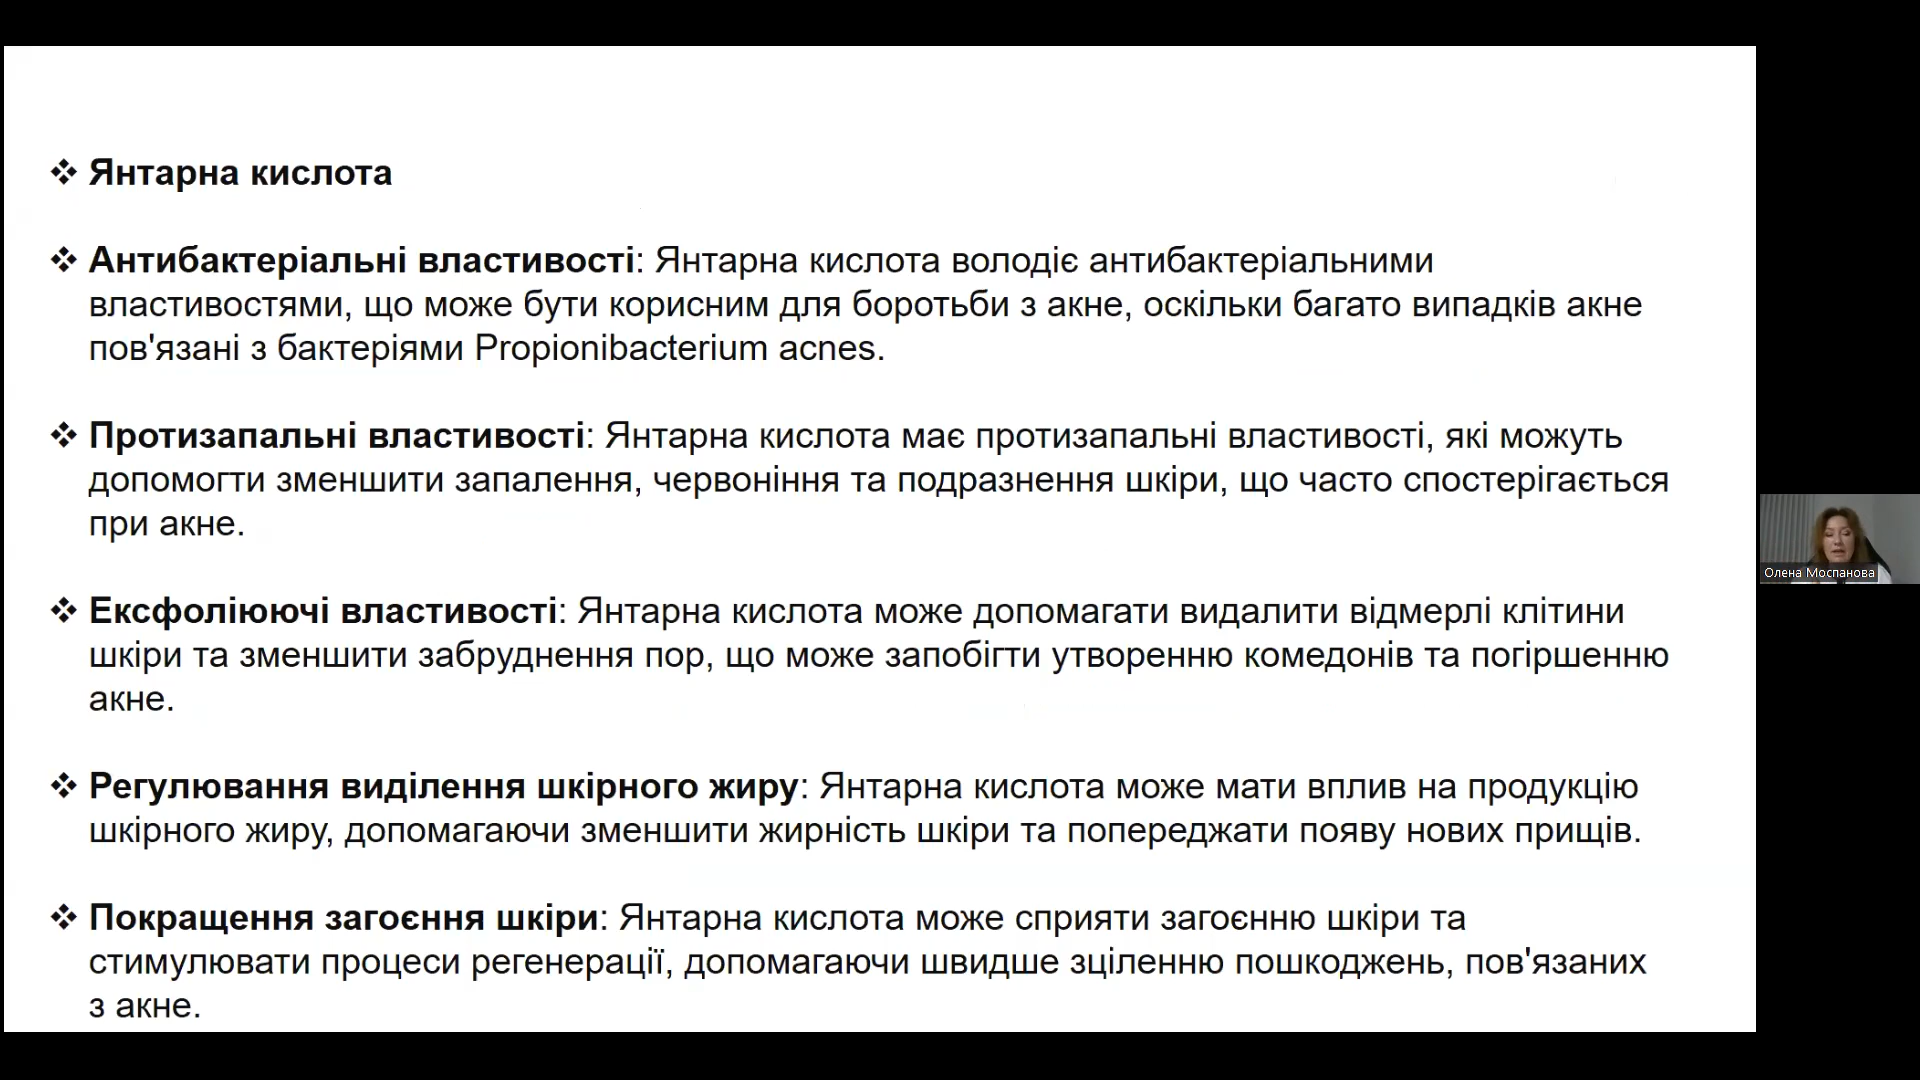 ❖ Янтарна кислота
❖ Антибактеріальні властивості: Янтарна кислота володіє антибактеріальними
властивостями, що може бути корисним для боротьби з акне, оскільки багато випадків акне
пов'язані з бактеріями Propionibacterium acnes.
❖ Протизапальні властивості: Янтарна кислота має протизапальні властивості, які можуть
допомогти зменшити запалення, червоніння та подразнення шкіри, що часто спостерігається
при акне.
❖ Ексфоліюючі властивості: Янтарна кислота може допомагати видалити відмерлі клітини
шкіри та зменшити забруднення пор, що може запобігти утворенню комедонів та погіршенню
акне.
❖ Регулювання виділення шкірного жиру: Янтарна кислота може мати вплив на продукцію
шкірного жиру, допомагаючи зменшити жирність шкіри та попереджати появу нових прищів.
❖ Покращення загоєння шкіри: Янтарна кислота може сприяти загоєнню шкіри та
стимулювати процеси регенерації, допомагаючи швидше зціленню пошкоджень, пов'язаних
з акне.
Олена Моспанова